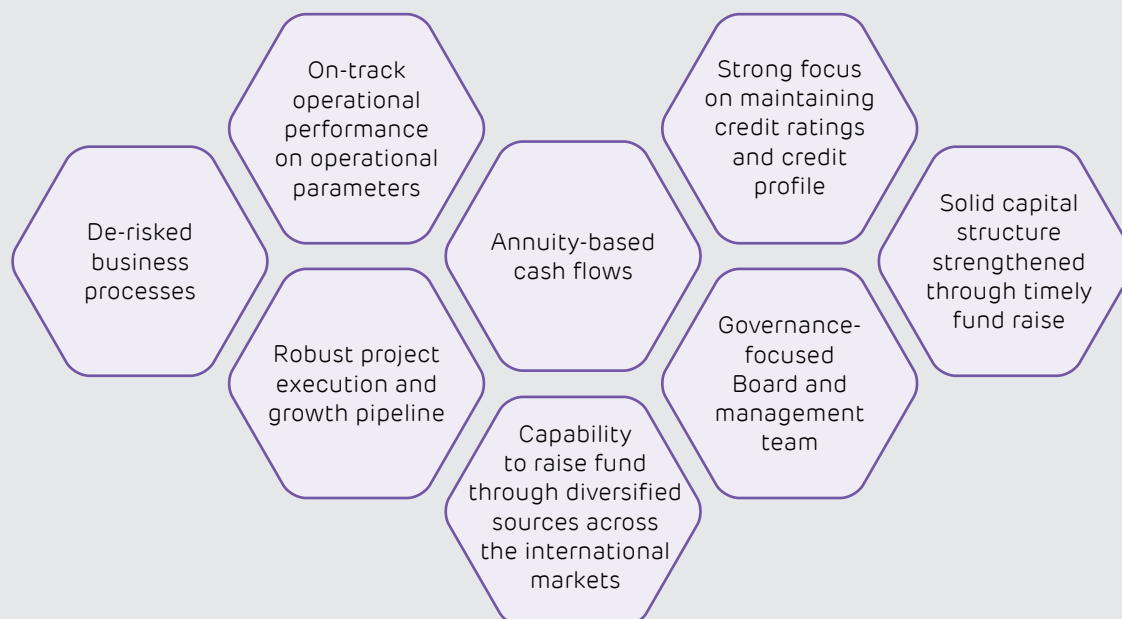 On-track
operational
performance
on operational
parameters
Strong focus
on maintaining
credit ratings
and credit
profile
De-risked
business
processes
Annuity-based
cash flows
Solid capital
structure
strengthened
through timely
fund raise
Robust project
execution and
growth pipeline
Governance-
focused
Board and
management
team
Capability
to raise fund
through diversified
sources across
the international
markets